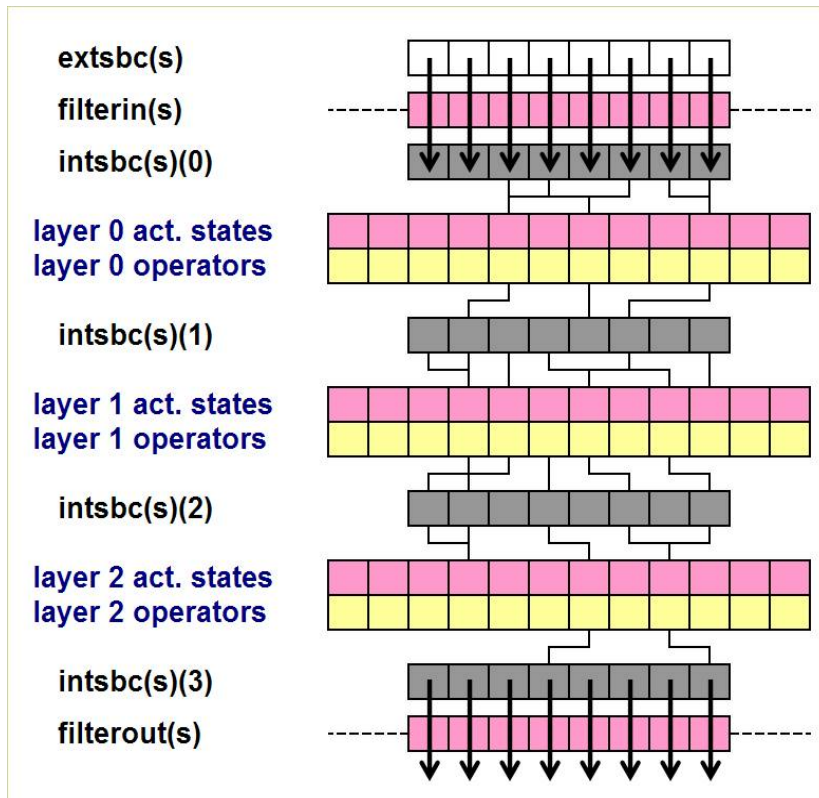 extsbc(s)
filterin(s)
intsbc(s)(0)
layer 0 act. states
layer 0 operators
intsbc(s)(1)
layer 1 act. states
layer 1 operators
intsbc(s)(2)
layer 2 act. states
layer 2 operators
intsbc(s)(3)
filterout(s)